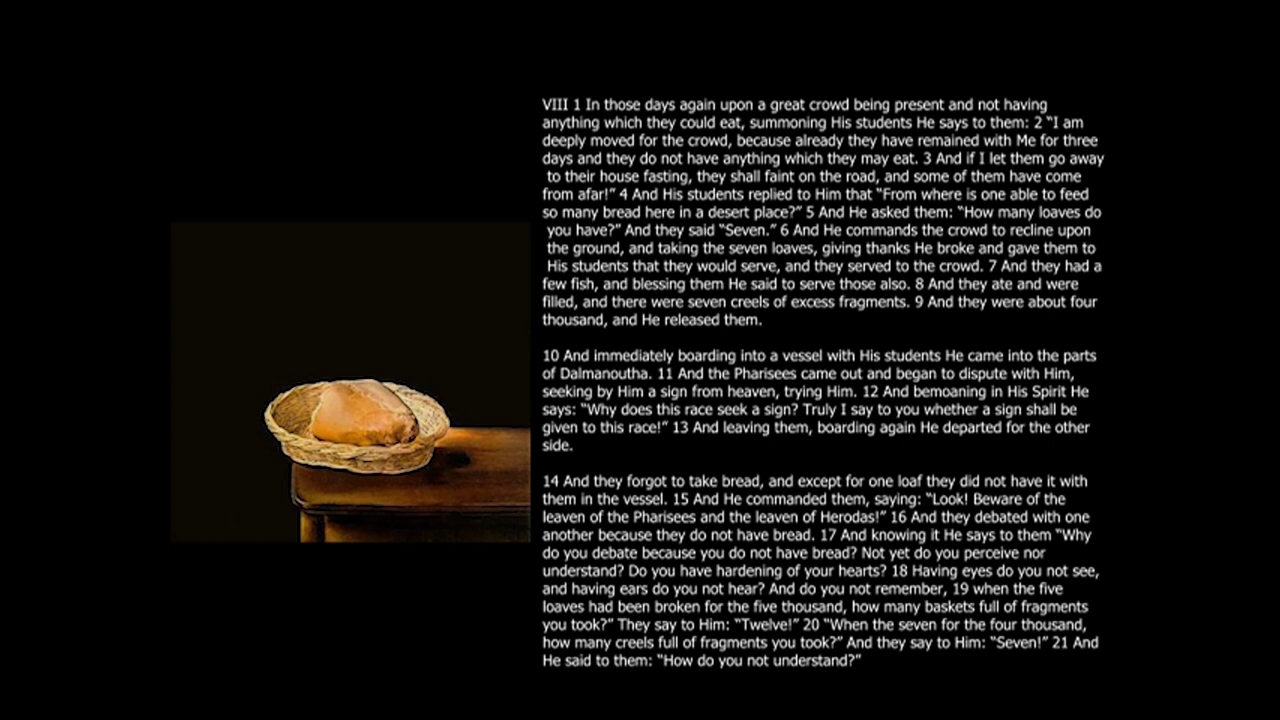 VIII 1 In those days again upon a great crowd being present and not having
anything which they could eat, summoning His students He says to them: 2 “I am
deeply moved for the crowd, because already they have remained with Me for three
days and they do not have anything which they may eat. 3 And if I let them go away
to their house fasting, they shall faint on the road, and some of them have come
from afar!” 4 And His students replied to Him that “From where is one able to feed
so many bread here in a desert place?” 5 And He asked them: “How many loaves do
you have?” And they said “Seven.” 6 And He commands the crowd to recline upon
the ground, and taking the seven loaves, giving thanks He broke and gave them to
His students that they would serve, and they served to the crowd. 7 And they had a
few fish, and blessing them He said to serve those also. 8 And they ate and were
filled, and there were seven creels of excess fragments. 9 And they were about four
thousand, and He released them.

10 And immediately boarding into a vessel with His students He came into the parts
of Dalmanoutha. 11 And the Pharisees came out and began to dispute with Him,
seeking by Him a sign from heaven, trying Him. 12 And bemoaning in His Spirit He
says: “Why does this race seek a sign? Truly I say to you whether a sign shall be
given to this race!” 13 And leaving them, boarding again He departed for the other
side.

14 And they forgot to take bread, and except for one loaf they did not have it with
them in the vessel. 15 And He commanded them, saying: “Look! Beware of the
leaven of the Pharisees and the leaven of Herodas!” 16 And they debated with one
another because they do not have bread. 17 And knowing it He says to them “Why
do you debate because you do not have bread? Not yet do you perceive nor
understand? Do you have hardening of your hearts? 18 Having eyes do you not see,
and having ears do you not hear? And do you not remember, 19 when the five
loaves had been broken for the five thousand, how many baskets full of fragments
you took?” They say to Him: “Twelve!” 20 “When the seven for the four thousand,
how many creels full of fragments you took?” And they say to Him: “Seven!” 21 And
He said to them: “How do you not understand?”